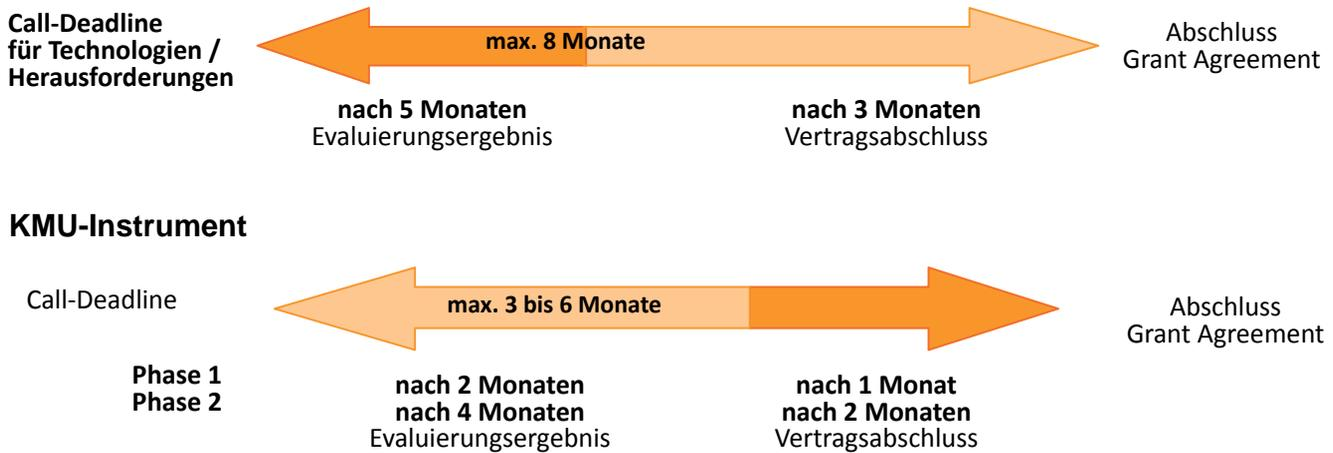 Call-Deadline
für Technologien /
Herausforderungen
max. 8 Monate
Abschluss
Grant Agreement
nach 5 Monaten
Evaluierungsergebnis
nach 3 Monaten
Vertragsabschluss
KMU-Instrument
Call-Deadline
max. 3 bis 6 Monate
Abschluss
Grant Agreement
Phase 1
Phase 2
nach 2 Monaten
nach 4 Monaten
Evaluierungsergebnis
nach 1 Monat
nach 2 Monaten
Vertragsabschluss